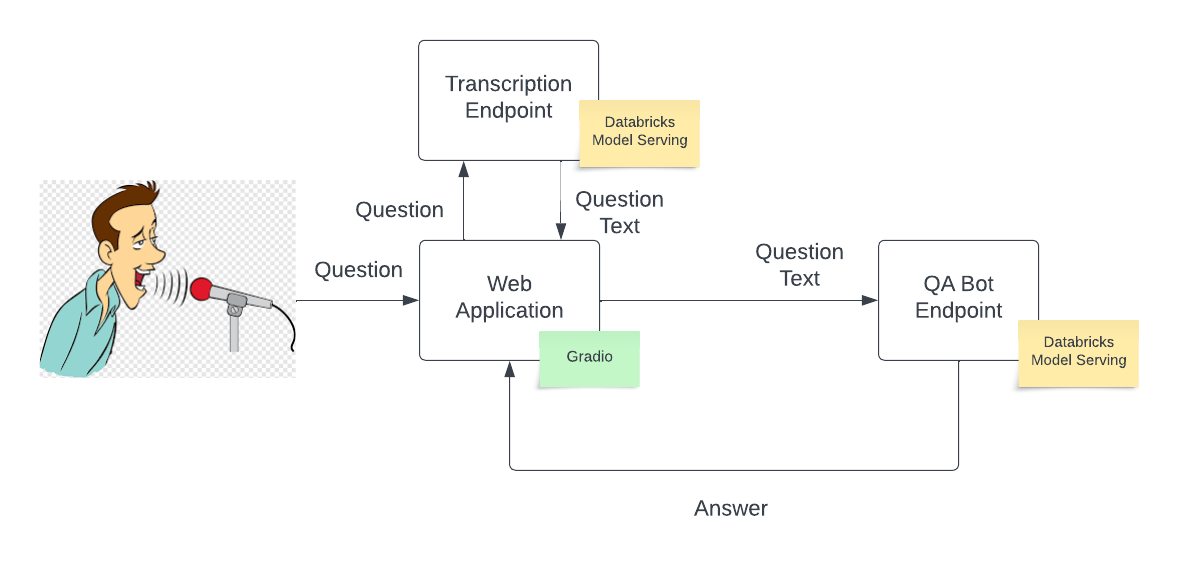 Transcription
Endpoint
Databricks
Model Serving
Question
Question
Text
Question
Web
Application
Gradio
Question
Text
QA Bot
Endpoint
Databricks
Model Serving
Answer